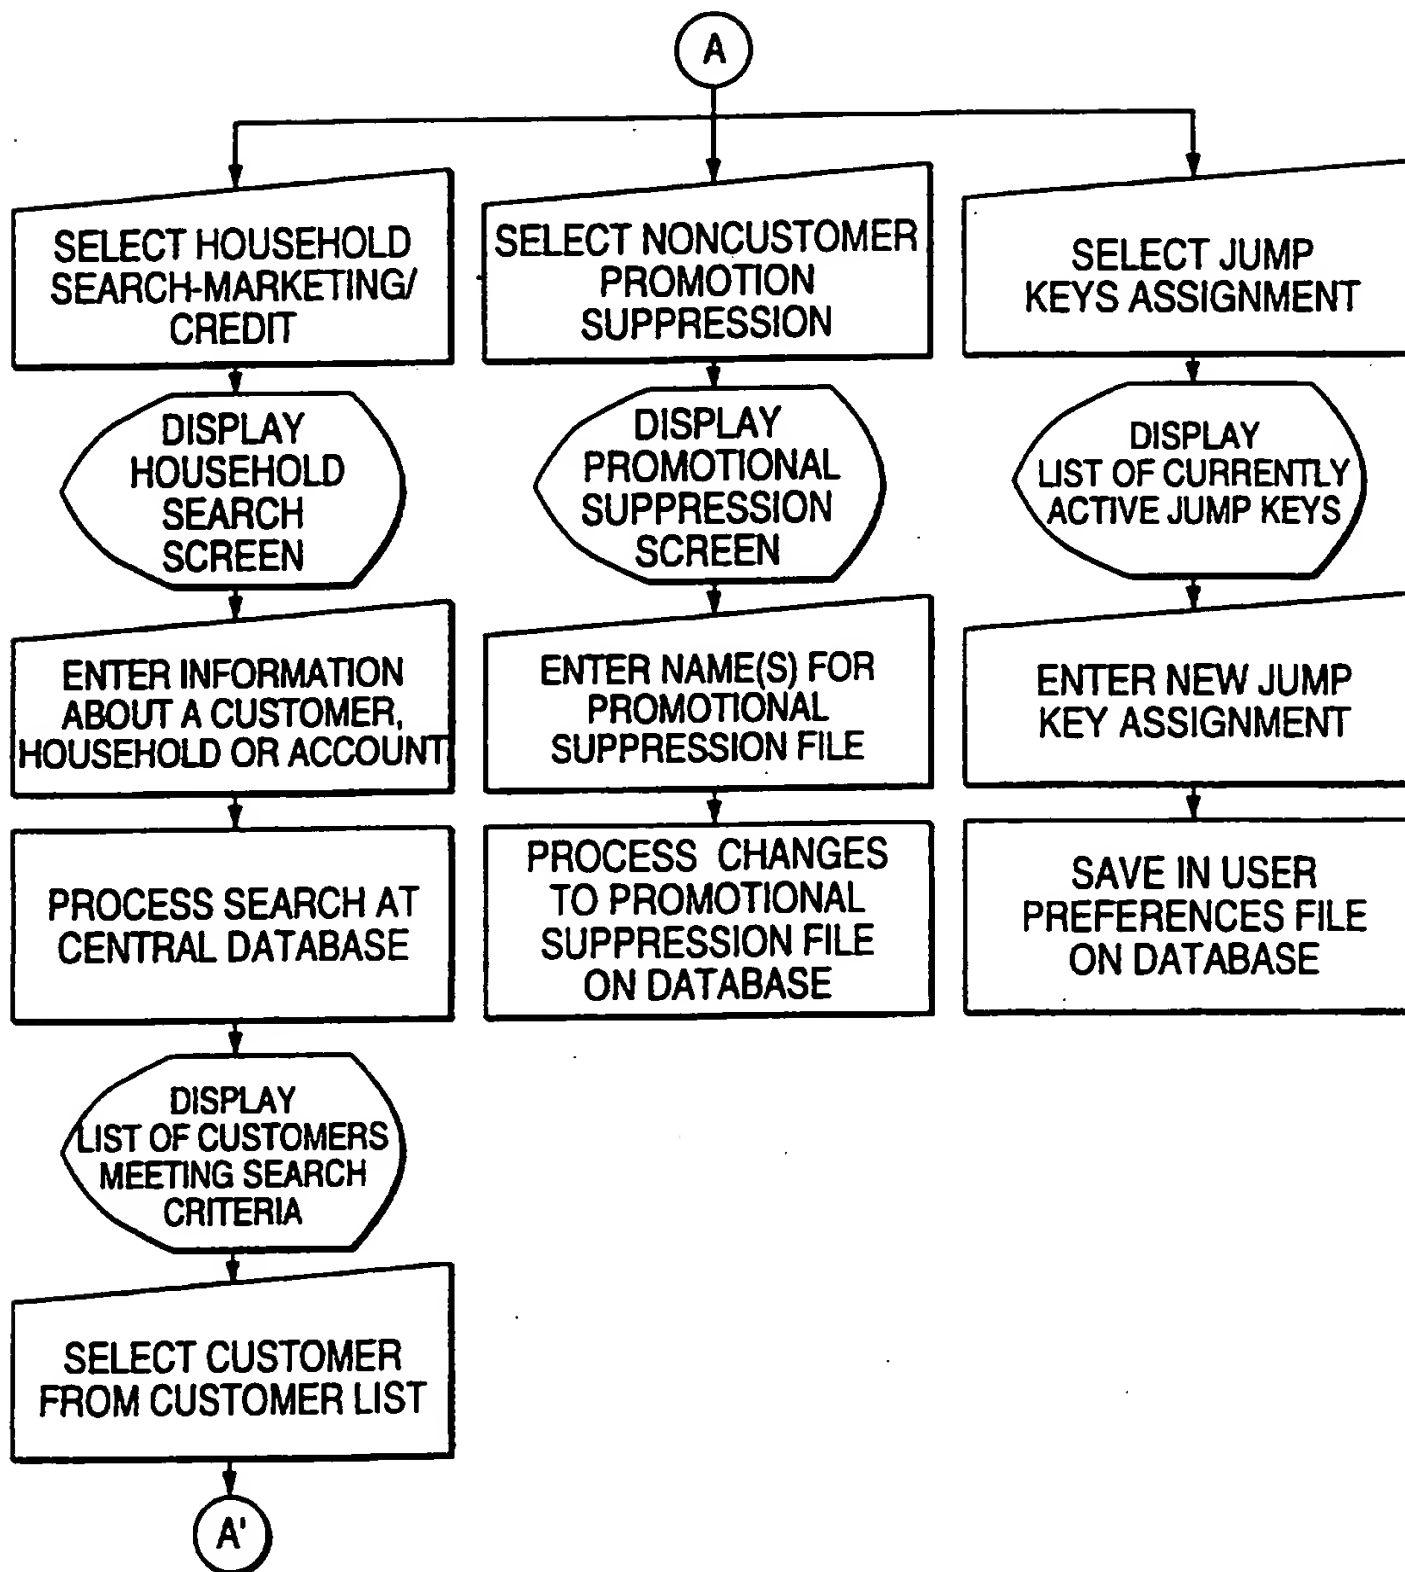 A
SELECT HOUSEHOLD
SEARCH-MARKETING/
CREDIT
DISPLAY
HOUSEHOLD
SEARCH
SCREEN
ENTER INFORMATION
ABOUT A CUSTOMER,
HOUSEHOLD OR ACCOUNT
PROCESS SEARCH AT
CENTRAL DATABASE
DISPLAY
LIST OF CUSTOMERS
MEETING SEARCH
CRITERIA
SELECT CUSTOMER
FROM CUSTOMER LIST
A'
SELECT NONCUSTOMER
PROMOTION
SUPPRESSION
DISPLAY
PROMOTIONAL
SUPPRESSION
SCREEN
ENTER NAME(S) FOR
PROMOTIONAL
SUPPRESSION FILE
PROCESS CHANGES
TO PROMOTIONAL
SUPPRESSION FILE
ON DATABASE
SELECT JUMP
KEYS ASSIGNMENT
DISPLAY
LIST OF CURRENTLY
ACTIVE JUMP KEYS
ENTER NEW JUMP
KEY ASSIGNMENT
SAVE IN USER
PREFERENCES FILE
ON DATABASE